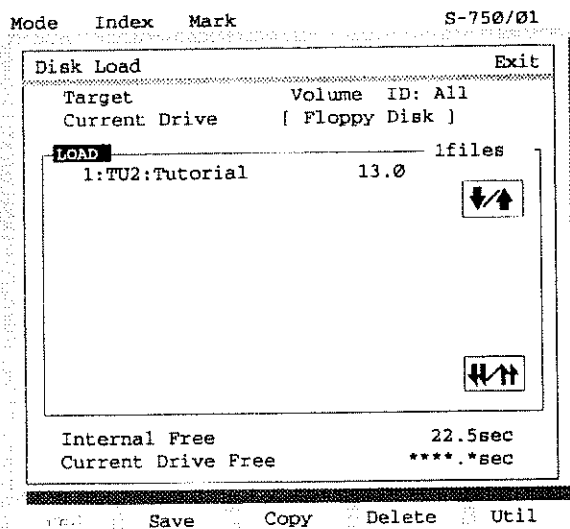 Mode Index Mark S-750/01
Disk Load Exit
Target Volume ID: All
Current Drive [ Floppy Disk ]
LOAD 1files
1:TU2:Tutorial 13.0
Internal Free 22.5sec
Current Drive Free ****.*sec
Save Copy Delete Util